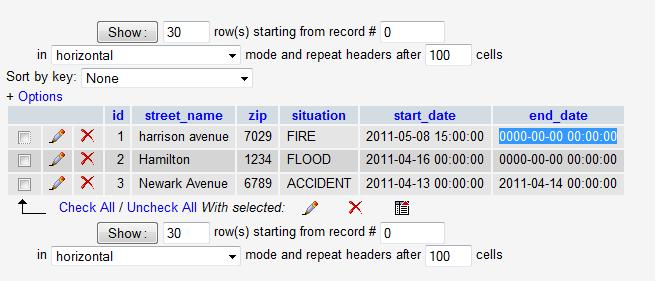 Show : 30 row(s) starting from record # 0
in horizontal mode and repeat headers after 100 cells
Sort by key: None
+ Options
id street_name zip situation start_date end_date
1 harrison avenue 7029 FIRE 2011-05-08 15:00:00 0000-00-00 00:00:00
2 Hamilton 1234 FLOOD 2011-04-16 00:00:00 0000-00-00 00:00:00
3 Newark Avenue 6789 ACCIDENT 2011-04-13 00:00:00 2011-04-14 00:00:00
Check All / Uncheck All With selected:
Show : 30 row(s) starting from record # 0
in horizontal mode and repeat headers after 100 cells